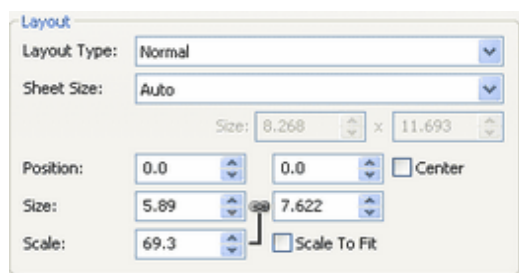 Layout
Layout Type: Normal
Sheet Size: Auto
Size: 8.268 x 11.693
Position: 0.0 0.0 Center
Size: 5.89 7.622
Scale: 69.3 Scale To Fit